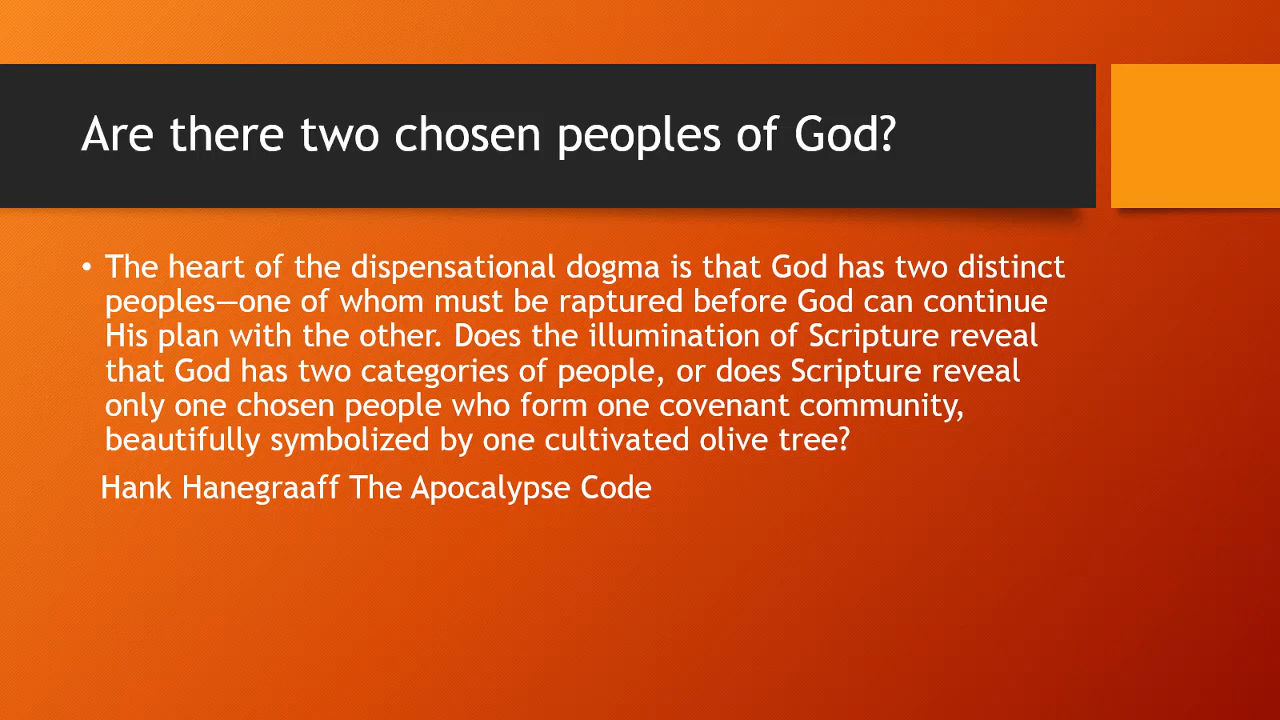 Are there two chosen peoples of God?
• The heart of the dispensational dogma is that God has two distinct
peoples—one of whom must be raptured before God can continue
His plan with the other. Does the illumination of Scripture reveal
that God has two categories of people, or does Scripture reveal
only one chosen people who form one covenant community,
beautifully symbolized by one cultivated olive tree?
Hank Hanegraaff The Apocalypse Code